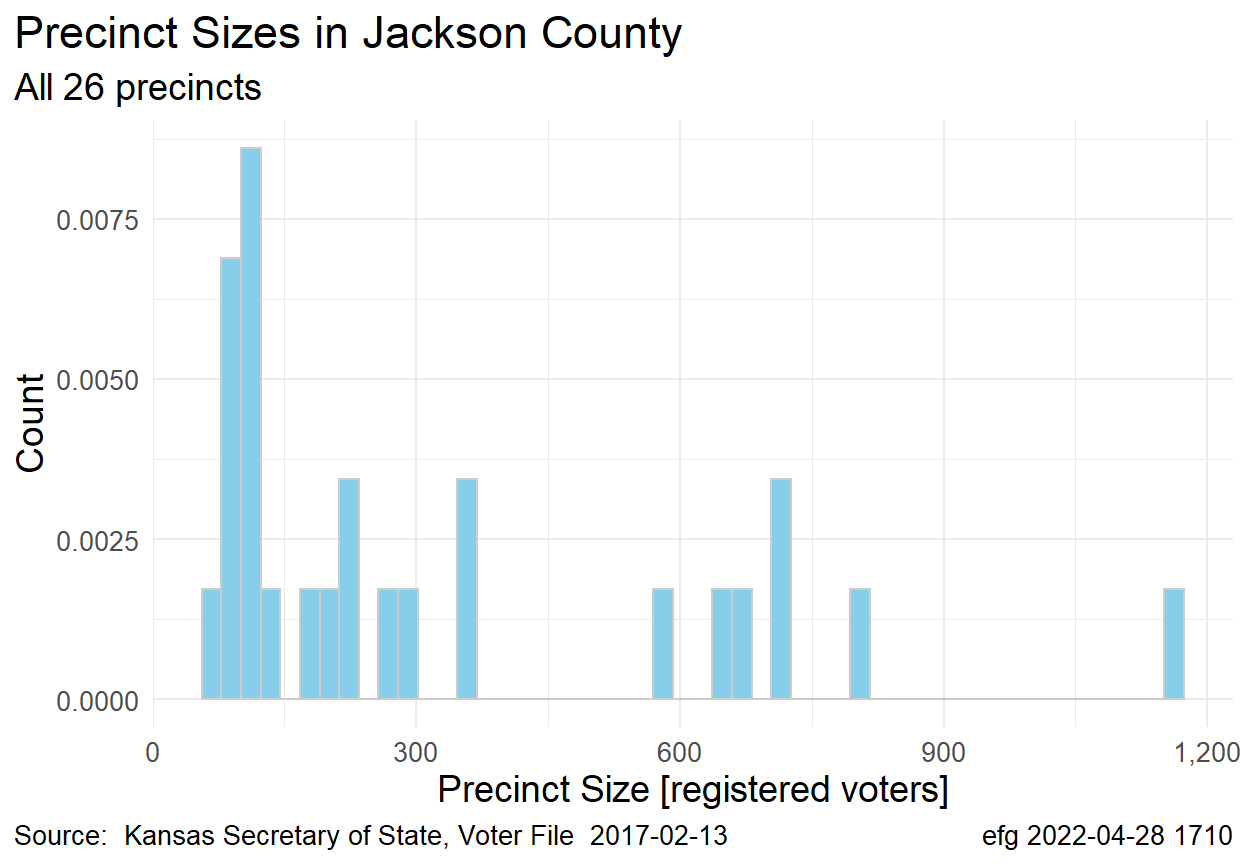 Precinct Sizes in Jackson County
All 26 precincts
Count
0.0075
0.0050
0.0025
0.0000
0 300 600 900 1,200
Precinct Size [registered voters]
Source:  Kansas Secretary of State, Voter File  2017-02-13
efg 2022-04-28 1710